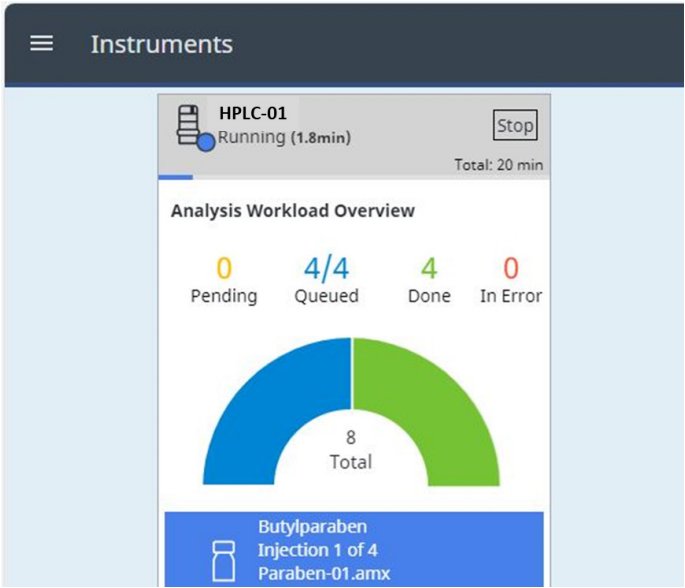 Instruments
HPLC-01
Running (1.8min)
Stop
Total: 20 min
Analysis Workload Overview
0 4/4 4 0
Pending Queued Done In Error
8
Total
Butylparaben
Injection 1 of 4
Paraben-01.amx